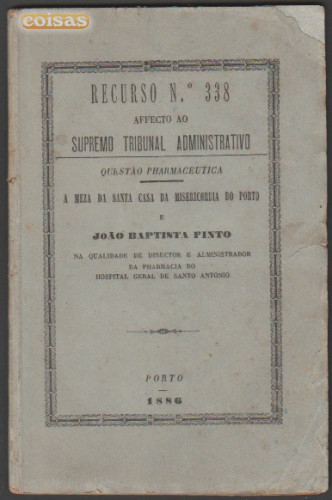 coisas
RECURSO N.º 338
AFFECTO AO
SUPREMO TRIBUNAL ADMINISTRATIVO
QUESTÃO PHARMACEUTICA
A MEZA DA SANTA CASA DA MISERICORDIA DO PORTO
E
JOÃO BAPTISTA PINTO
NA QUALIDADE DE DIRECTOR E ADMINISTRADOR
DA PHARMACIA DO
HOSPITAL GERAL DE SANTO ANTONIO
PORTO
1886